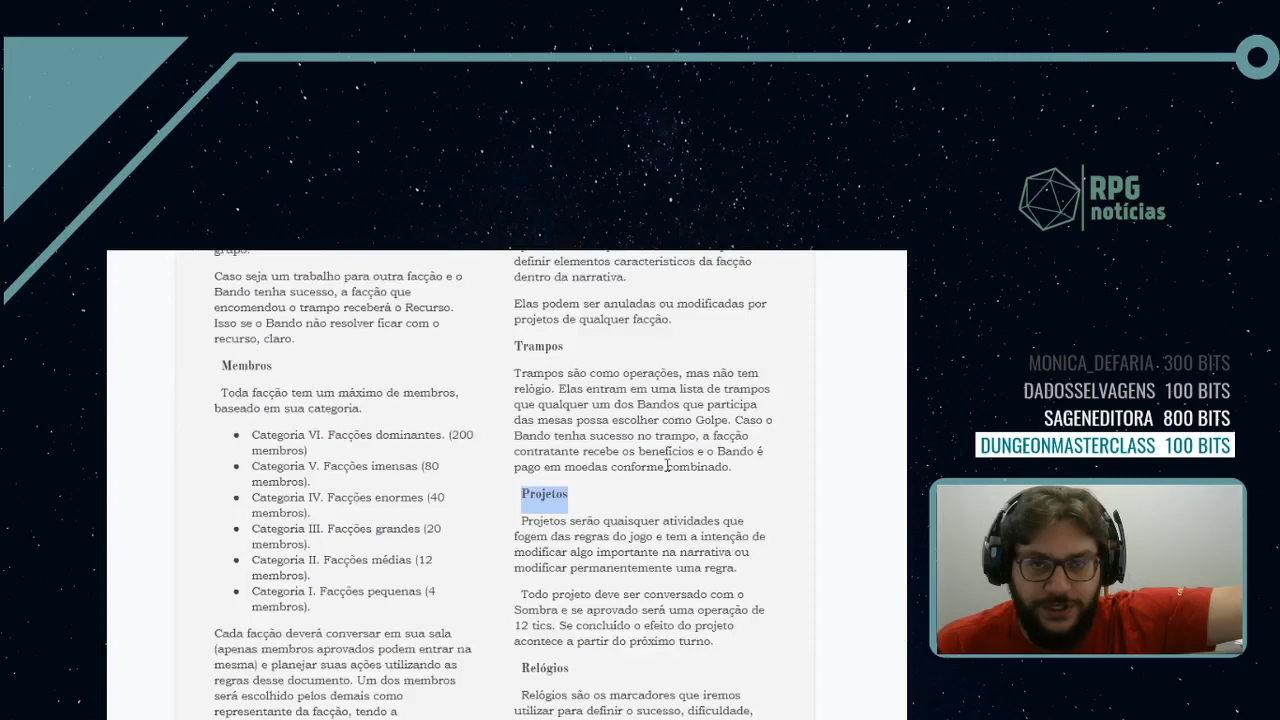 grupo.
Caso seja um trabalho para outra facção e o
Bando tenha sucesso, a facção que
encomendou o trampo receberá o Recurso.
Isso se o Bando não resolver ficar com o
recurso, claro.
Membros
Toda facção tem um máximo de membros,
baseado em sua categoria.
● Categoria VI. Facções dominantes. (200
membros)
● Categoria V. Facções imensas (80
membros).
● Categoria IV. Facções enormes (40
membros).
● Categoria III. Facções grandes (20
membros).
● Categoria II. Facções médias (12
membros).
● Categoria I. Facções pequenas (4
membros).
Cada facção deverá conversar em sua sala
(apenas membros aprovados podem entrar na
mesma) e planejar suas ações utilizando as
regras desse documento. Um dos membros
será escolhido pelos demais como
representante da facção, tendo a
definir elementos característicos da facção
dentro da narrativa.
Elas podem ser anuladas ou modificadas por
projetos de qualquer facção.
Trampos
Trampos são como operações, mas não tem
relógio. Elas entram em uma lista de trampos
que qualquer um dos Bandos que participa
das mesas possa escolher como Golpe. Caso o
Bando tenha sucesso no trampo, a facção
contratante recebe os benefícios e o Bando é
pago em moedas conforme combinado.
Projetos
Projetos serão quaisquer atividades que
fogem das regras do jogo e tem a intenção de
modificar algo importante na narrativa ou
modificar permanentemente uma regra.
Todo projeto deve ser conversado com o
Sombra e se aprovado será uma operação de
12 tics. Se concluído o efeito do projeto
acontece a partir do próximo turno.
Relógios
Relógios são os marcadores que iremos
utilizar para definir o sucesso, dificuldade,
RPG
notícias
MONICA_DEFARIA 300 BITS
DADOSSELVAGENS 100 BITS
SAGENEDITORA 800 BITS
DUNGEONMASTERCLASS 100 BITS